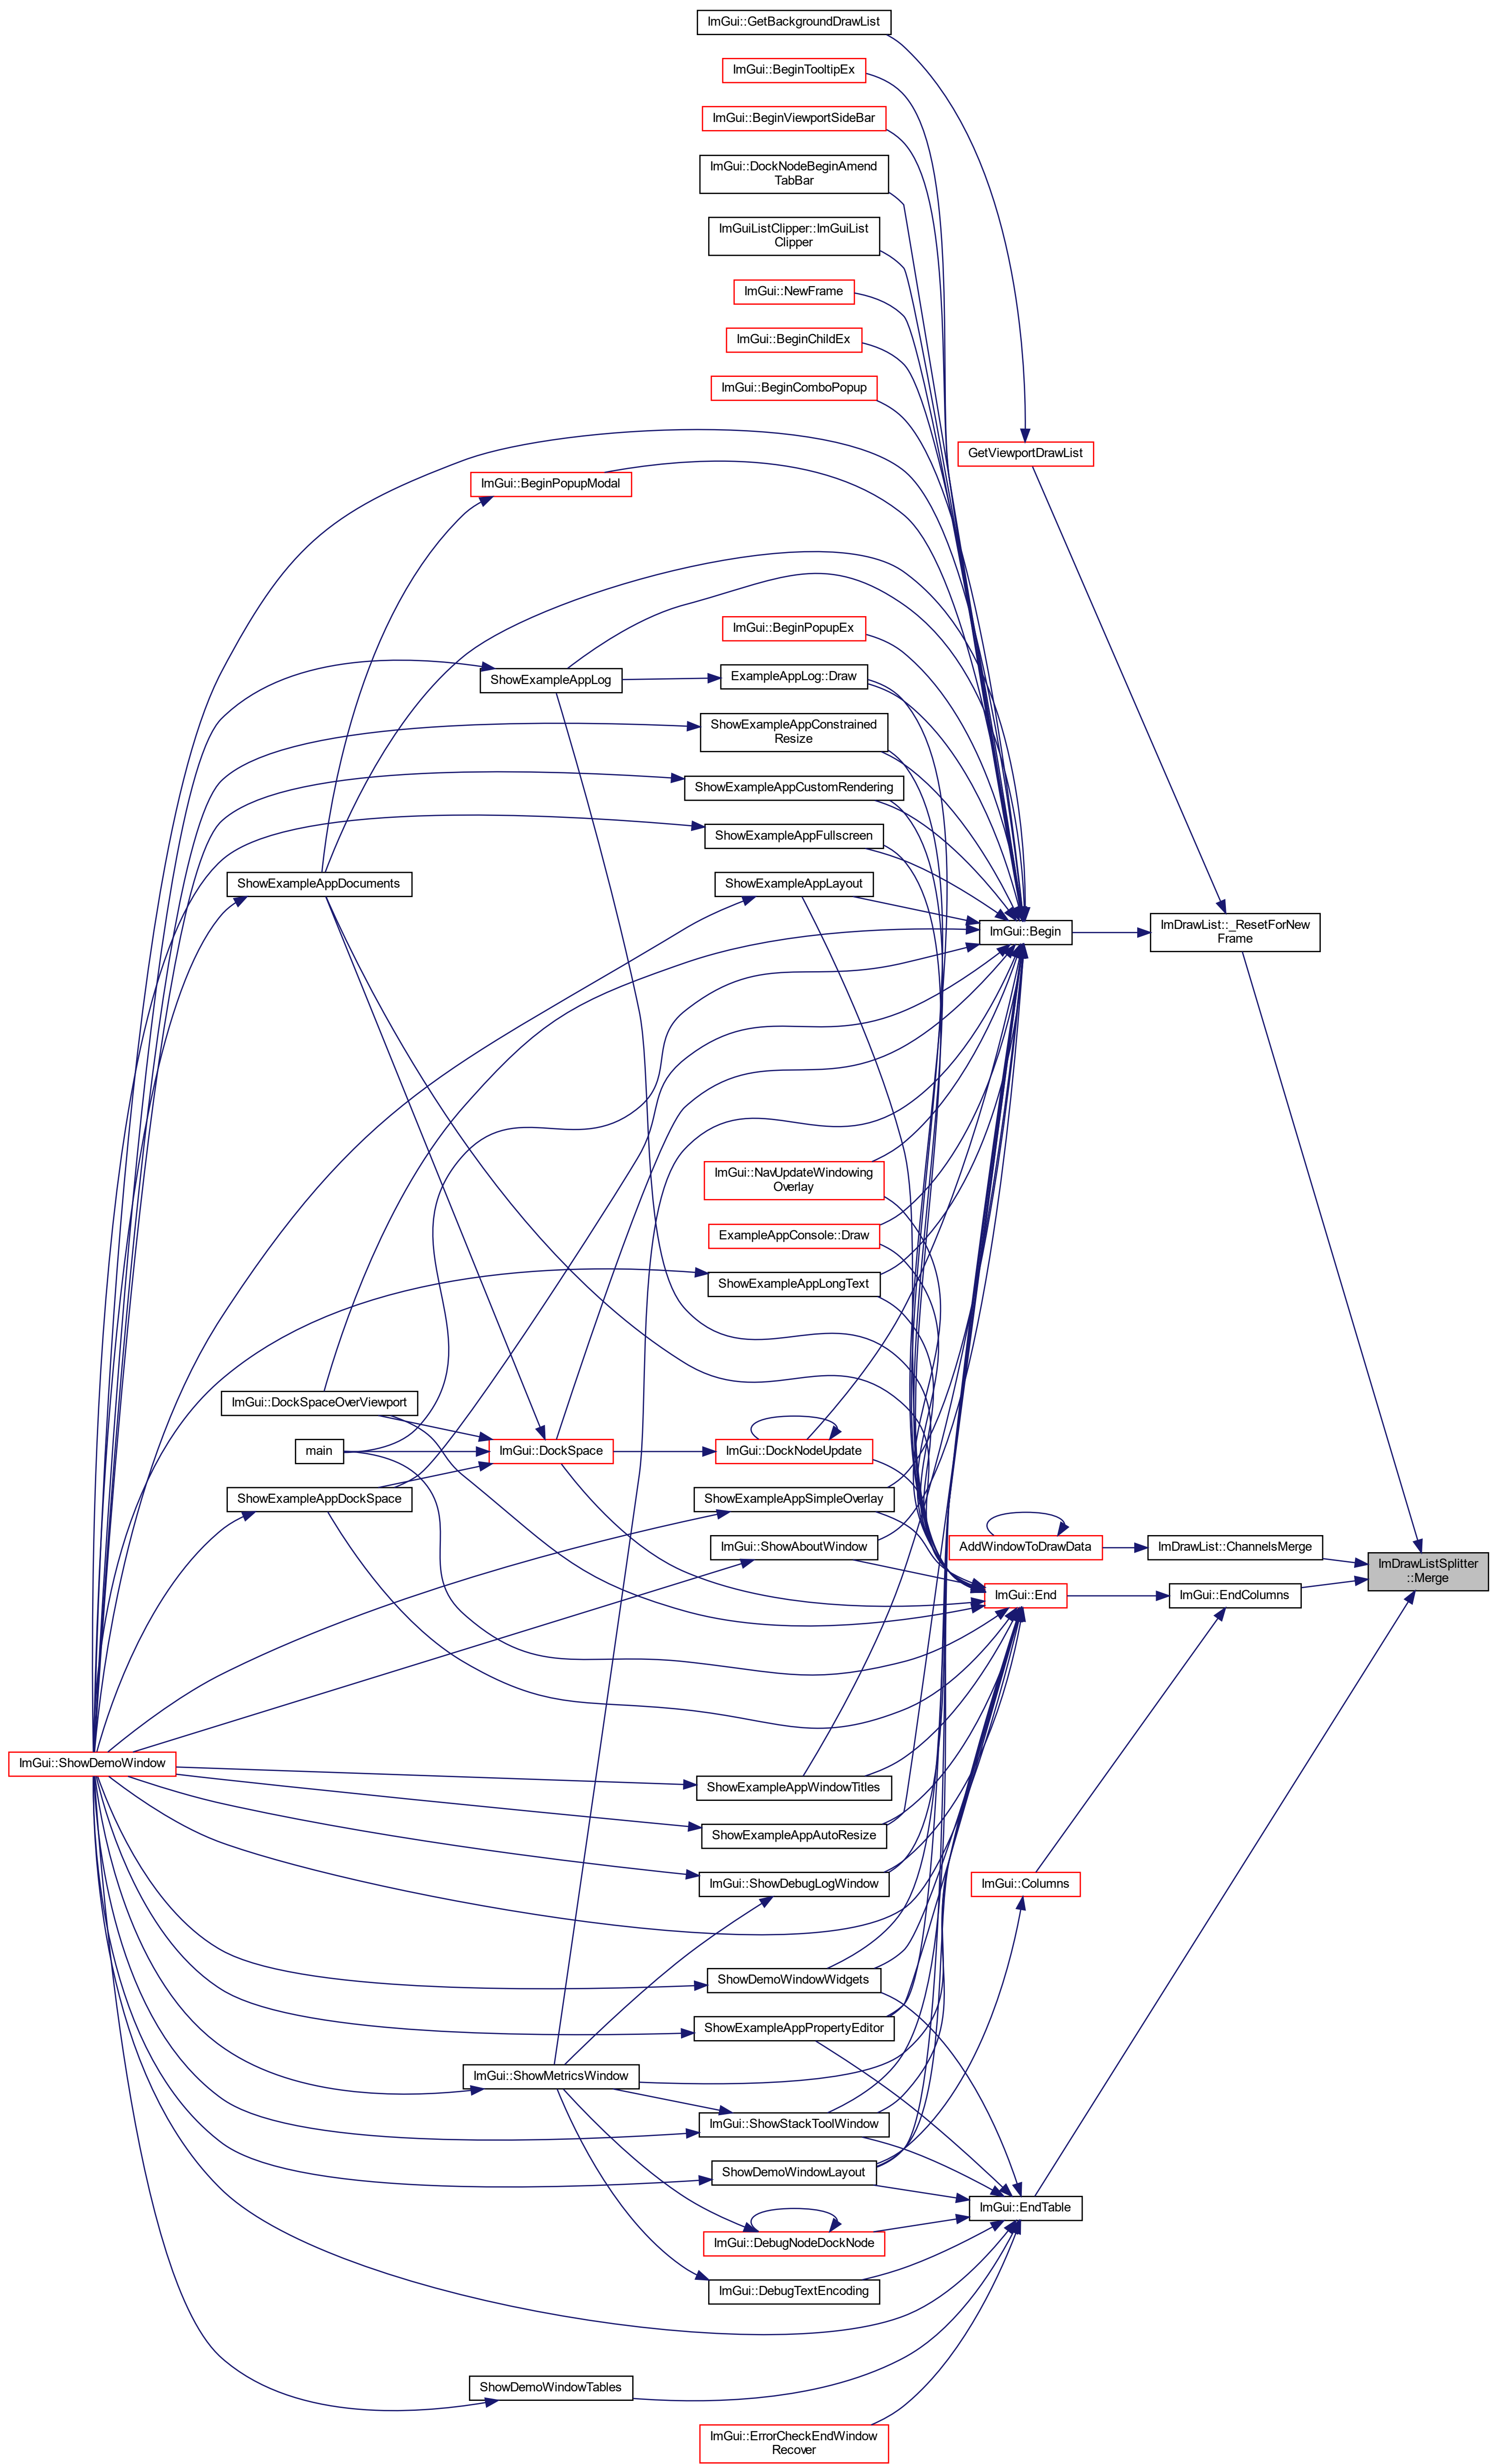 ImGui::GetBackgroundDrawList
ImGui::BeginTooltipEx
ImGui::BeginViewportSideBar
ImGui::DockNodeBeginAmend
TabBar
ImGuiListClipper::ImGuiList
Clipper
ImGui::NewFrame
ImGui::BeginChildEx
ImGui::BeginComboPopup
GetViewportDrawList
ImGui::BeginPopupModal
ImGui::BeginPopupEx
ShowExampleAppLog
ExampleAppLog::Draw
ShowExampleAppConstrained
Resize
ShowExampleAppCustomRendering
ShowExampleAppFullscreen
ShowExampleAppDocuments
ShowExampleAppLayout
ImGui::Begin
ImDrawList::_ResetForNew
Frame
ImGui::NavUpdateWindowing
Overlay
ExampleAppConsole::Draw
ShowExampleAppLongText
ImGui::DockSpaceOverViewport
main
ImGui::DockSpace
ImGui::DockNodeUpdate
ShowExampleAppDockSpace
ShowExampleAppSimpleOverlay
ImGui::ShowAboutWindow
AddWindowToDrawData
ImDrawList::ChannelsMerge
ImDrawListSplitter
::Merge
ImGui::End
ImGui::EndColumns
ImGui::ShowDemoWindow
ShowExampleAppWindowTitles
ShowExampleAppAutoResize
ImGui::ShowDebugLogWindow
ImGui::Columns
ShowDemoWindowWidgets
ShowExampleAppPropertyEditor
ImGui::ShowMetricsWindow
ImGui::ShowStackToolWindow
ShowDemoWindowLayout
ImGui::EndTable
ImGui::DebugNodeDockNode
ImGui::DebugTextEncoding
ShowDemoWindowTables
ImGui::ErrorCheckEndWindow
Recover